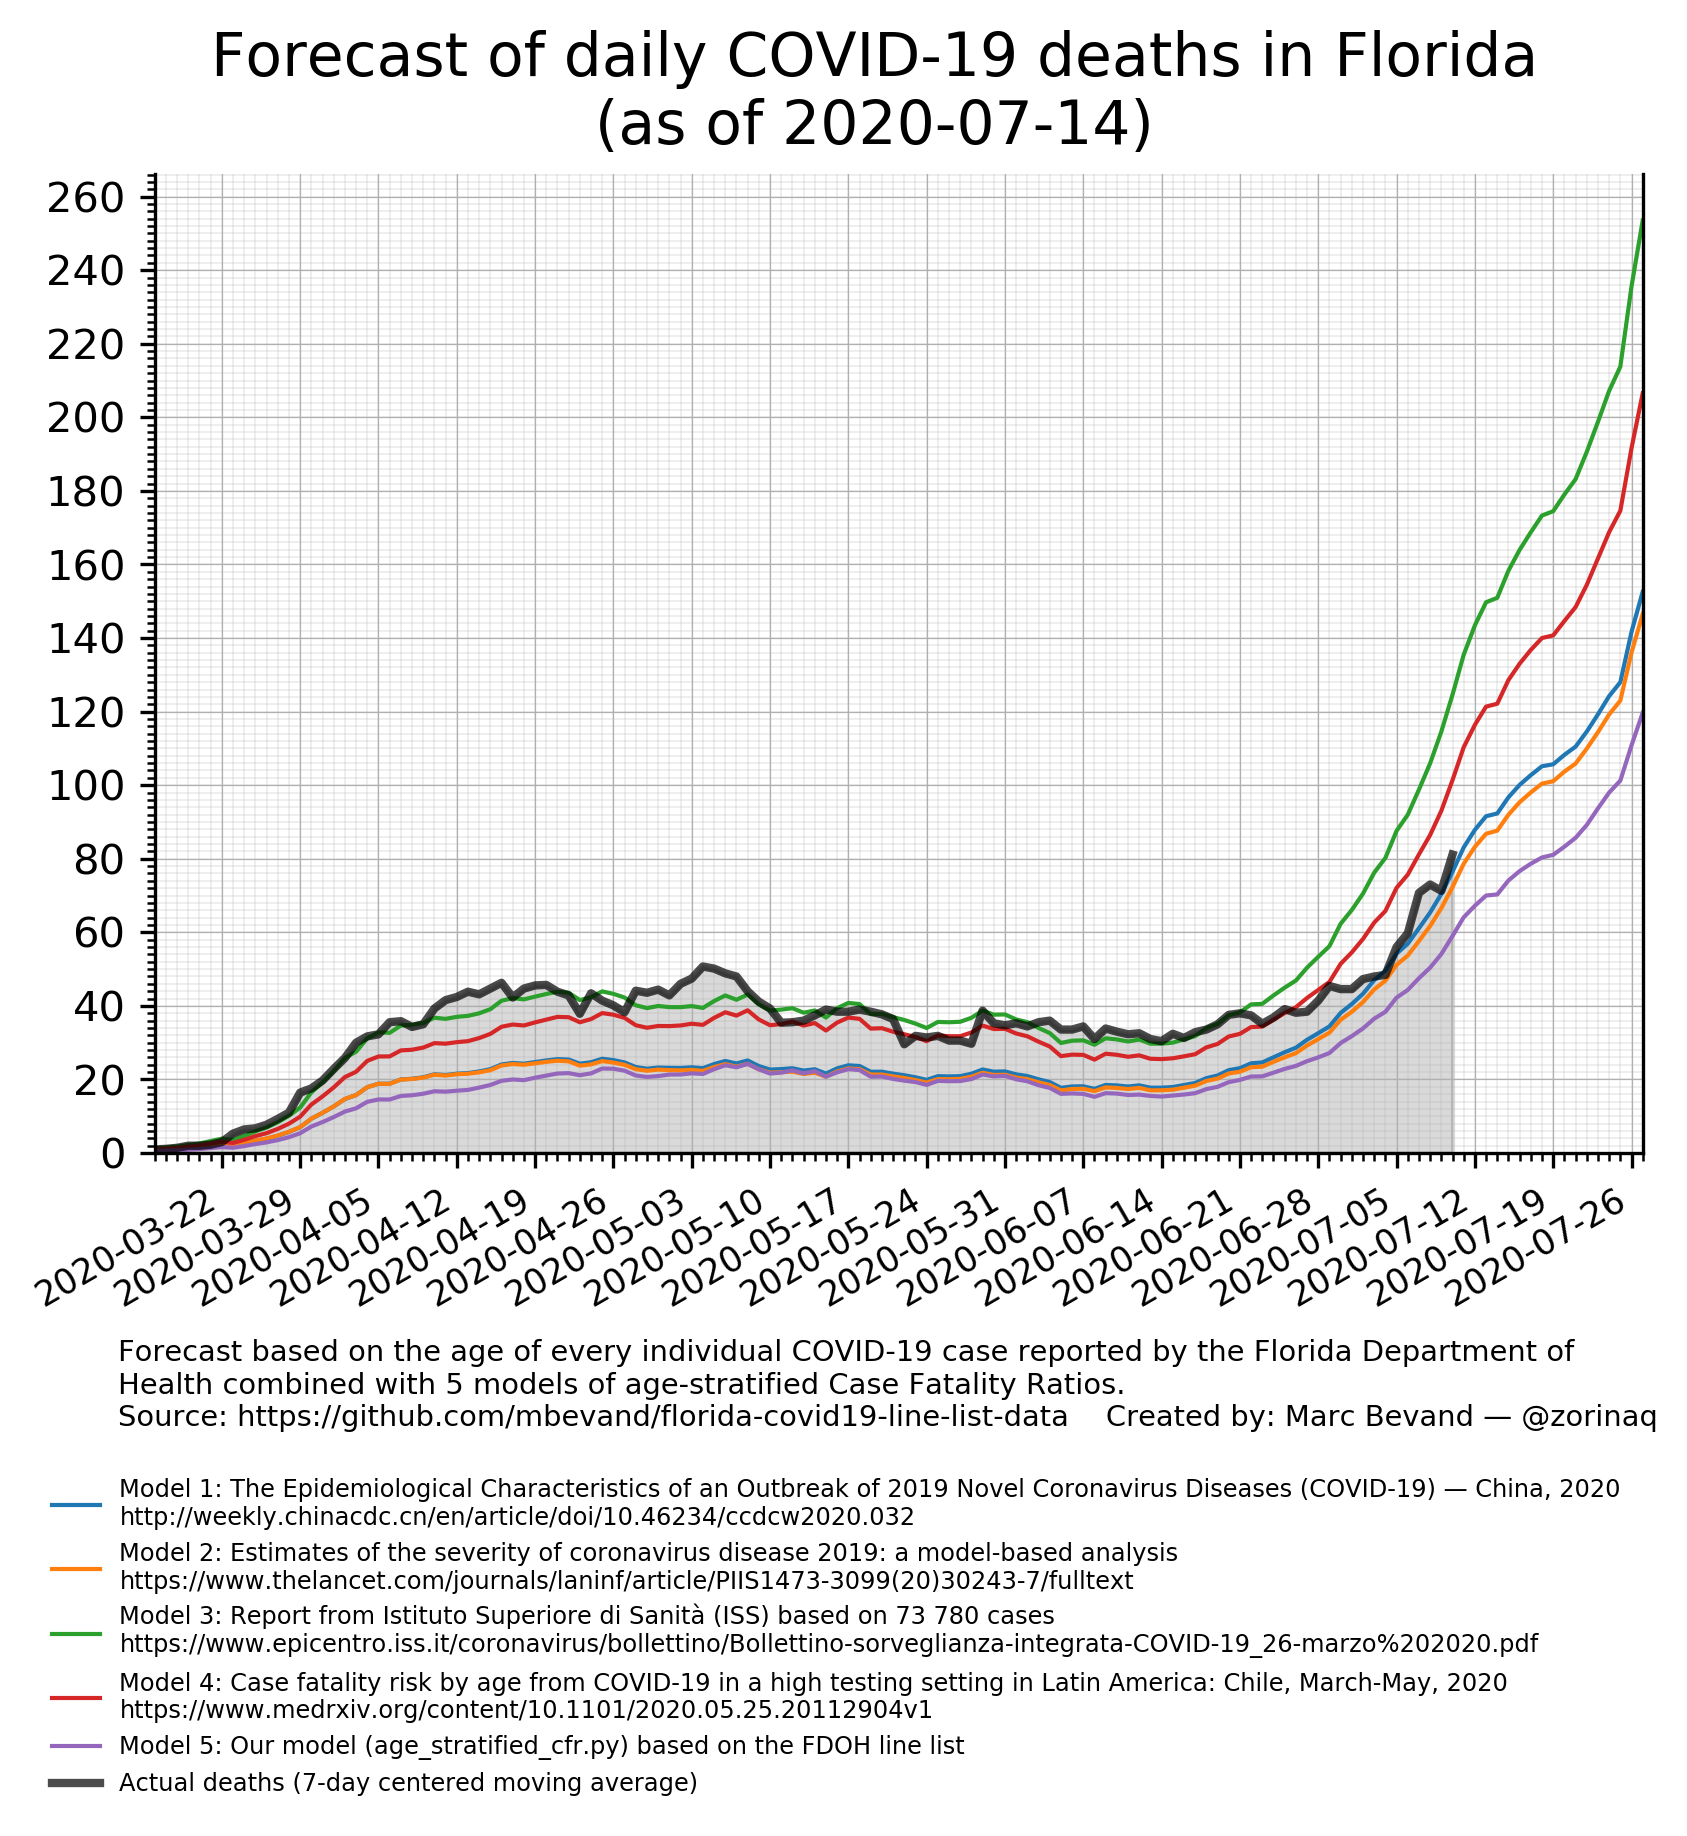 Forecast of daily COVID-19 deaths in Florida
(as of 2020-07-14)
260
240
220
200
180
160
140
120
100
80
60
40
20
0
2020-03-22
2020-03-29
2020-04-05
2020-04-12
2020-04-19
2020-04-26
2020-05-03
2020-05-10
2020-05-17
2020-05-24
2020-05-31
2020-06-07
2020-06-14
2020-06-21
2020-06-28
2020-07-05
2020-07-12
2020-07-19
2020-07-26
Forecast based on the age of every individual COVID-19 case reported by the Florida Department of
Health combined with 5 models of age-stratified Case Fatality Ratios.
Source: https://github.com/mbevand/florida-covid19-line-list-data Created by: Marc Bevand — @zorinaq
Model 1: The Epidemiological Characteristics of an Outbreak of 2019 Novel Coronavirus Diseases (COVID-19) — China, 2020
http://weekly.chinacdc.cn/en/article/doi/10.46234/ccdcw2020.032
Model 2: Estimates of the severity of coronavirus disease 2019: a model-based analysis
https://www.thelancet.com/journals/laninf/article/PIIS1473-3099(20)30243-7/fulltext
Model 3: Report from Istituto Superiore di Sanità (ISS) based on 73 780 cases
https://www.epicentro.iss.it/coronavirus/bollettino/Bollettino-sorveglianza-integrata-COVID-19_26-marzo%202020.pdf
Model 4: Case fatality risk by age from COVID-19 in a high testing setting in Latin America: Chile, March-May, 2020
https://www.medrxiv.org/content/10.1101/2020.05.25.20112904v1
Model 5: Our model (age_stratified_cfr.py) based on the FDOH line list
Actual deaths (7-day centered moving average)